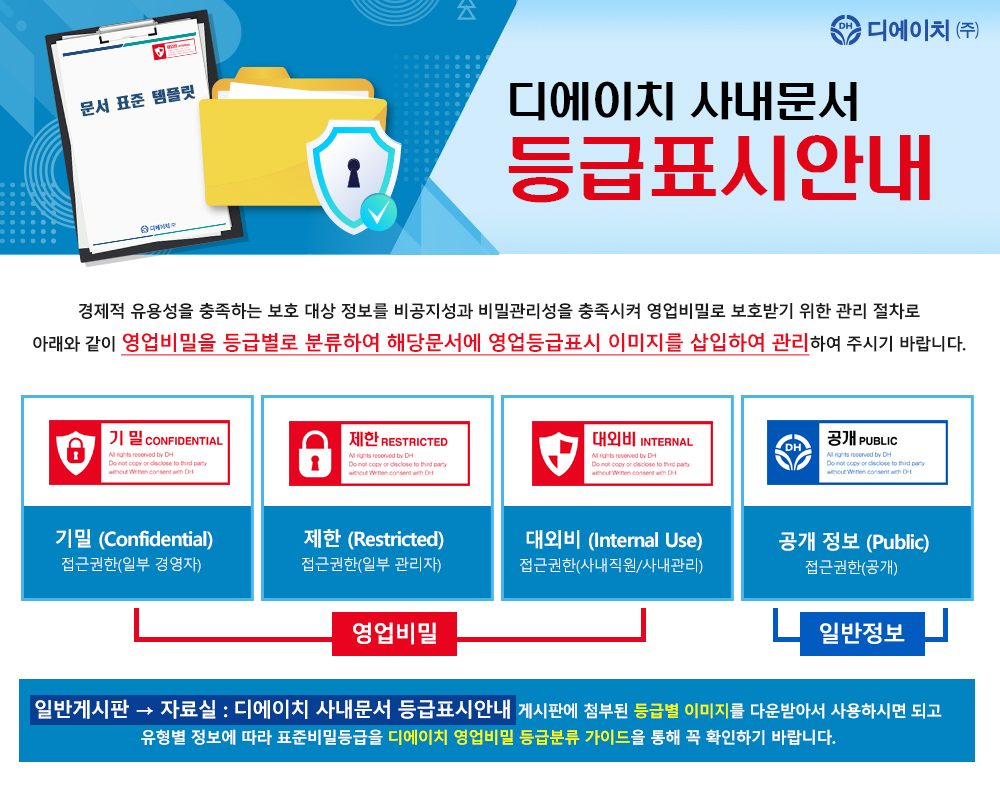 디에이치 (주)
대외비 INTERNAL
문서 표준 템플릿
디에이치(주)
디에이치 사내문서
등급표시안내
경제적 유용성을 충족하는 보호 대상 정보를 비공지성과 비밀관리성을 충족시켜 영업비밀로 보호받기 위한 관리 절차로
아래와 같이 영업비밀을 등급별로 분류하여 해당문서에 영업등급표시 이미지를 삽입하여 관리하여 주시기 바랍니다.
기 밀 CONFIDENTIAL
All rights reserved by DH
Do not copy or disclose to third party
without Written consent with DH
기밀 (Confidential)
접근권한(일부 경영자)
제한 RESTRICTED
All rights reserved by DH
Do not copy or disclose to third party
without Written consent with DH
제한 (Restricted)
접근권한(일부 관리자)
대외비 INTERNAL
All rights reserved by DH
Do not copy or disclose to third party
without Written consent with DH
대외비 (Internal Use)
접근권한(사내직원/사내관리)
DH
공개 PUBLIC
All rights reserved by DH
Do not copy or disclose to third party
without Written consent with DH
공개 정보 (Public)
접근권한(공개)
영업비밀
일반정보
일반게시판 → 자료실 : 디에이치 사내문서 등급표시안내 게시판에 첨부된 등급별 이미지를 다운받아서 사용하시면 되고
유형별 정보에 따라 표준비밀등급을 디에이치 영업비밀 등급분류 가이드을 통해 꼭 확인하기 바랍니다.